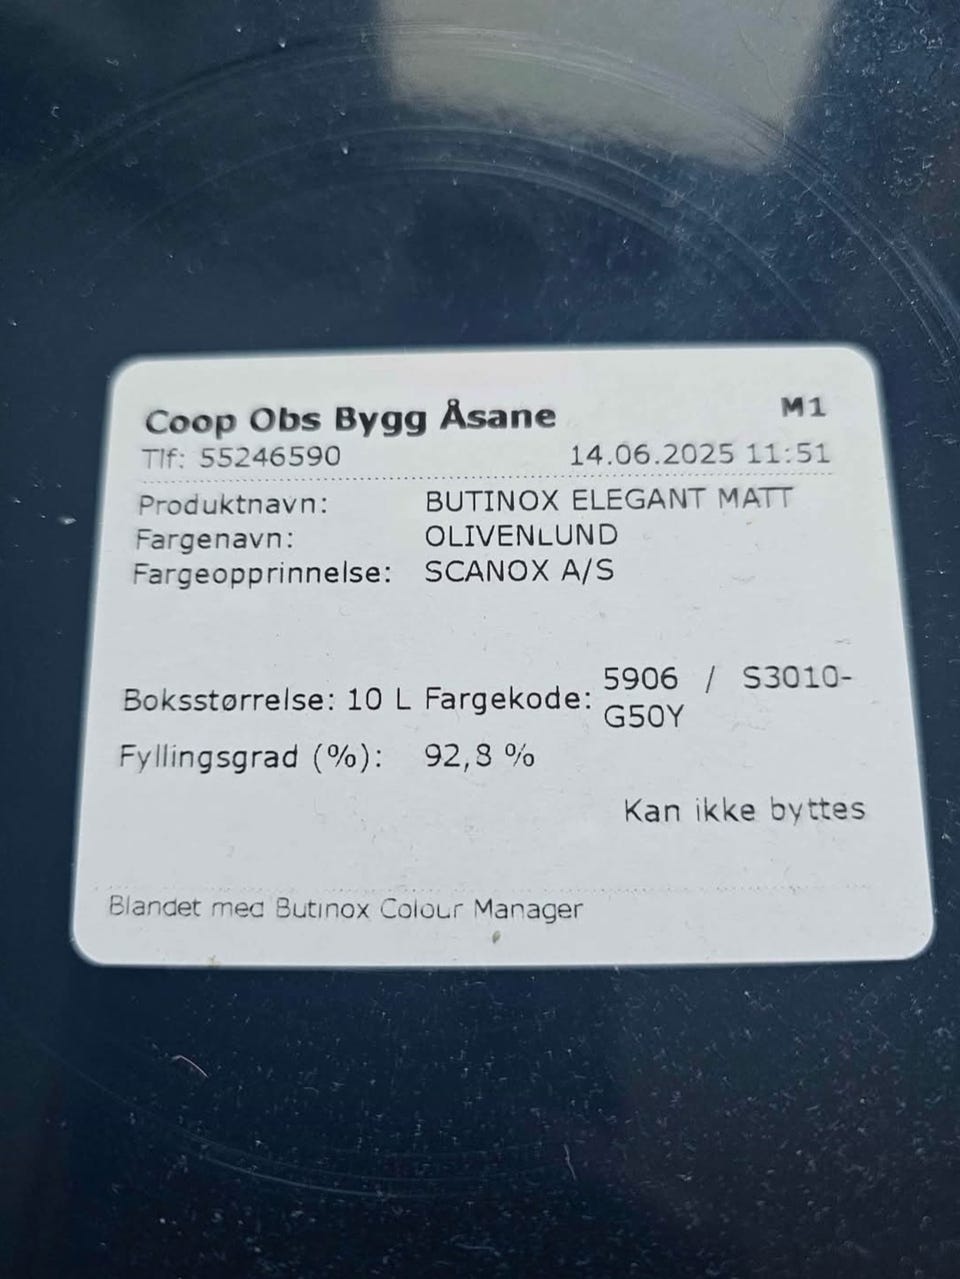 Coop Obs Bygg Åsane M1
Tlf: 55246590 14.06.2025 11:51
Produktnavn: BUTINOX ELEGANT MATT
Fargenavn: OLIVENLUND
Fargeopprinnelse: SCANOX A/S
Boksstørrelse: 10 L Fargekode: 5906 / S3010-
G50Y
Fyllingsgrad (%): 92,8 %
Kan ikke byttes
Blandet med Butinox Colour Manager